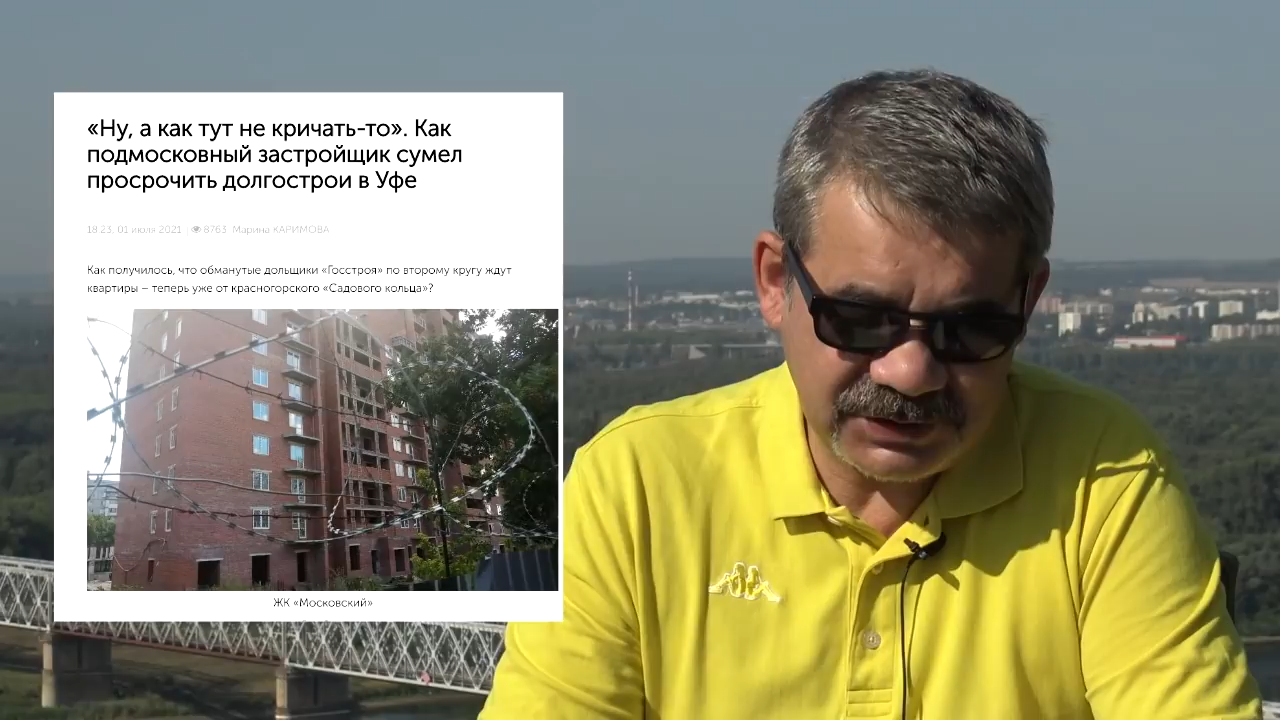 «Ну, а как тут не кричать-то». Как
подмосковный застройщик сумел
просрочить долгострои в Уфе
18:23, 01 июля 2021 | 8763 Марина КАРИМОВА
Как получилось, что обманутые дольщики «Госстроя» по второму кругу ждут
квартиры – теперь уже от красногорского «Садового кольца»?
ЖК «Московский»